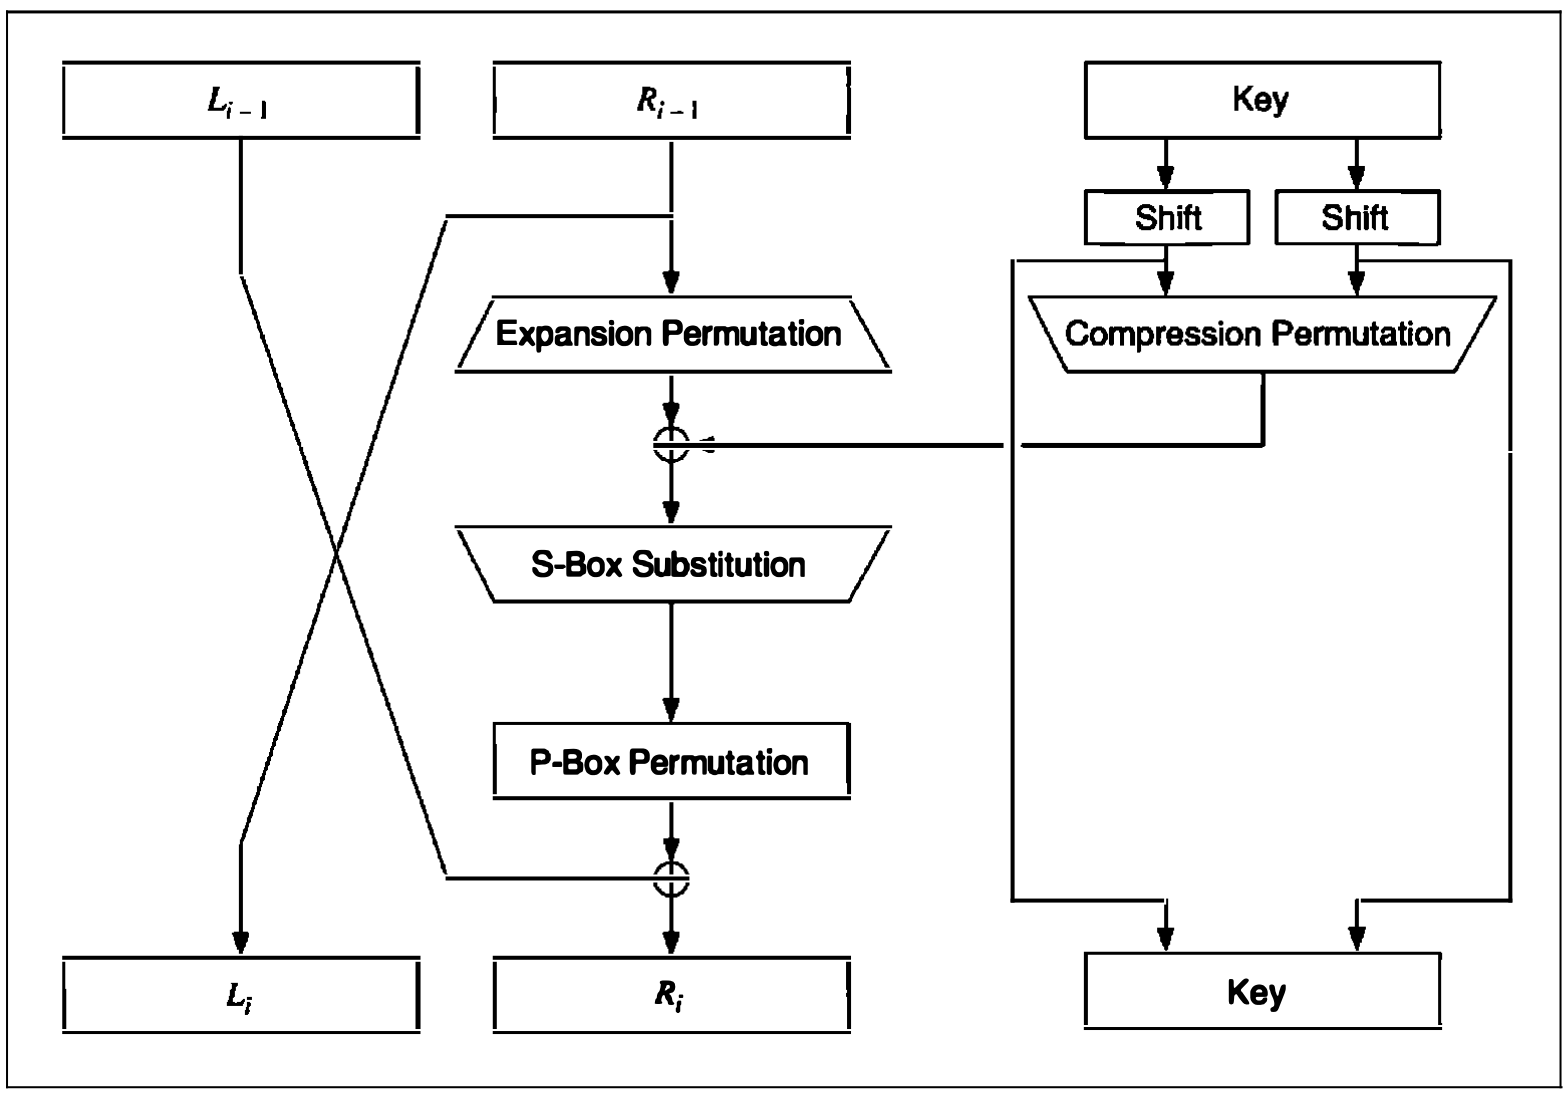 L_{i-1}
R_{i-1}
Key
Shift
Shift
Expansion Permutation
Compression Permutation
S-Box Substitution
P-Box Permutation
L_i
R_i
Key